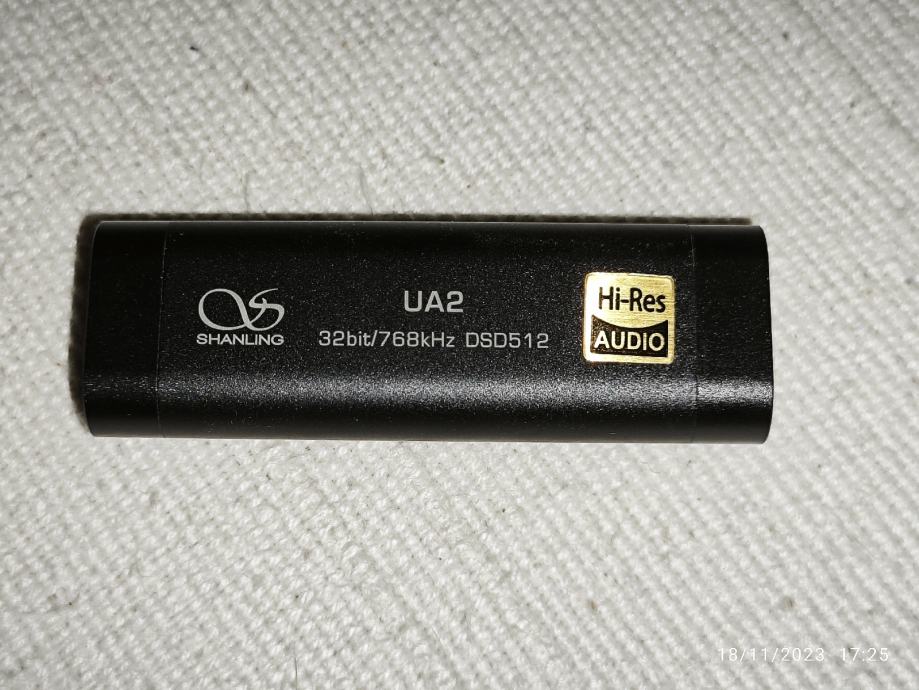 SHANLING
UA2
32bit/768kHz DSD512
Hi-Res
AUDIO
18/11/2023 17:25